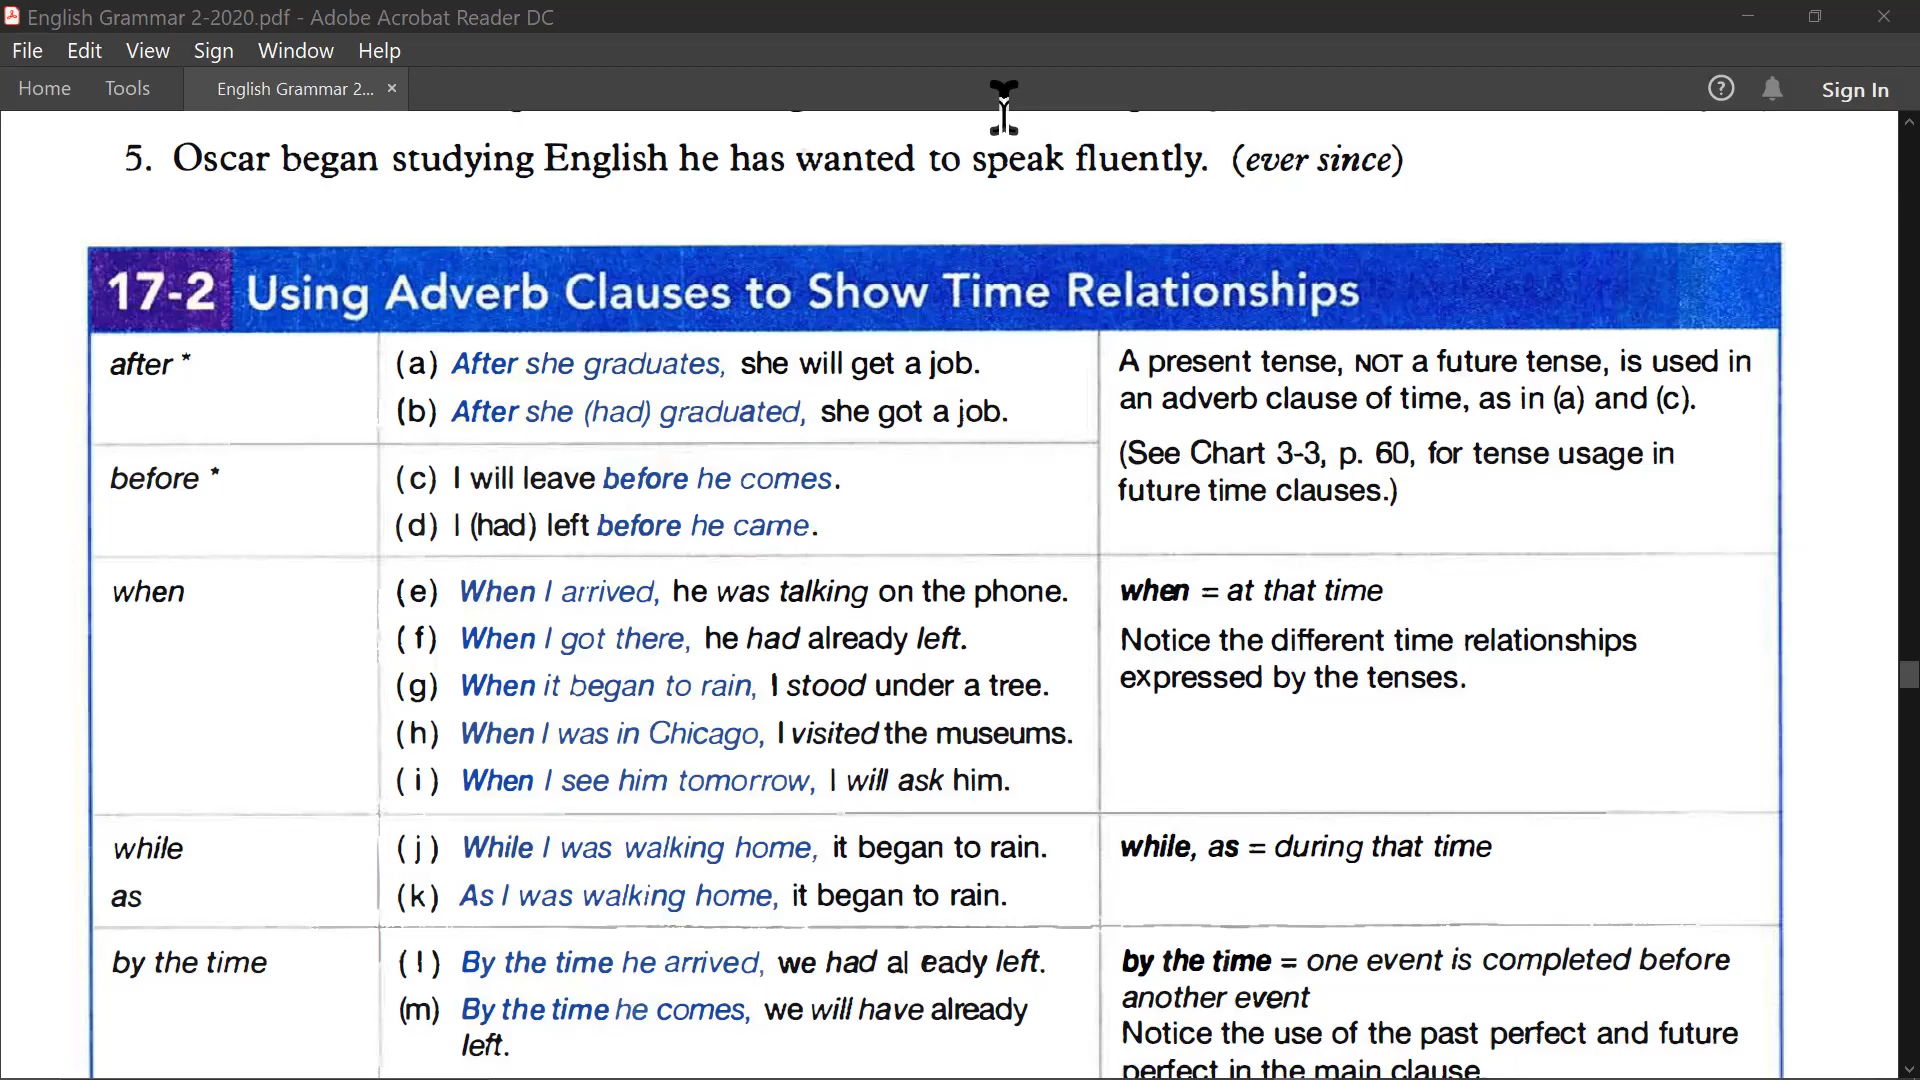 English Grammar 2-2020.pdf - Adobe Acrobat Reader DC
File Edit View Sign Window Help
Home Tools English Grammar 2... × Sign In
5. Oscar began studying English he has wanted to speak fluently. (ever since)
17-2 Using Adverb Clauses to Show Time Relationships
after *
(a) After she graduates, she will get a job.
(b) After she (had) graduated, she got a job.
A present tense, NOT a future tense, is used in
an adverb clause of time, as in (a) and (c).
(See Chart 3-3, p. 60, for tense usage in
future time clauses.)
before *
(c) I will leave before he comes.
(d) I (had) left before he came.
when
(e) When I arrived, he was talking on the phone.
(f) When I got there, he had already left.
(g) When it began to rain, I stood under a tree.
(h) When I was in Chicago, I visited the museums.
(i) When I see him tomorrow, I will ask him.
when = at that time
Notice the different time relationships
expressed by the tenses.
while
as
(j) While I was walking home, it began to rain.
(k) As I was walking home, it began to rain.
while, as = during that time
by the time
(l) By the time he arrived, we had al eady left.
(m) By the time he comes, we will have already
left.
by the time = one event is completed before
another event
Notice the use of the past perfect and future
perfect in the main clause.